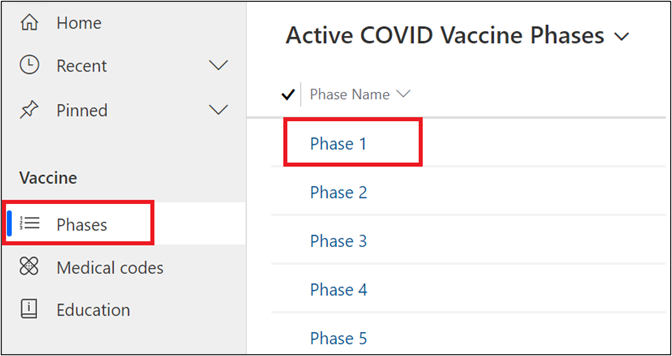 Home
Recent
Pinned
Vaccine
Phases
Medical codes
Education
Active COVID Vaccine Phases
Phase Name
Phase 1
Phase 2
Phase 3
Phase 4
Phase 5